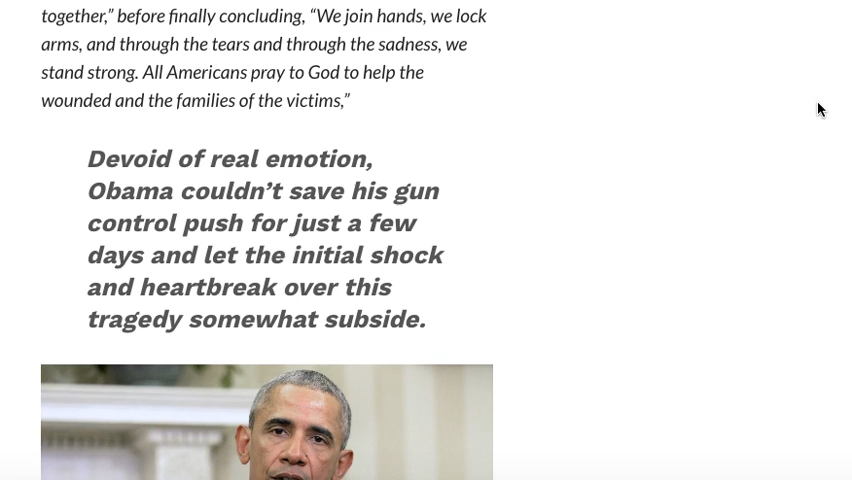 together,” before finally concluding, “We join hands, we lock
arms, and through the tears and through the sadness, we
stand strong. All Americans pray to God to help the
wounded and the families of the victims,”
Devoid of real emotion,
Obama couldn’t save his gun
control push for just a few
days and let the initial shock
and heartbreak over this
tragedy somewhat subside.